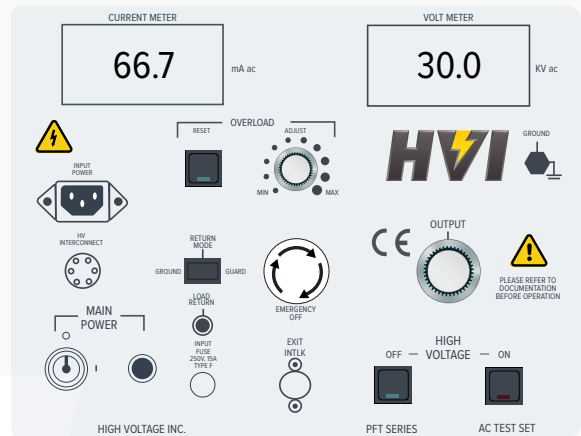 CURRENT METER
VOLT METER
66.7
mA ac
30.0
KV ac
OVERLOAD
RESET
ADJUST
MIN
MAX
HVI
GROUND
INPUT
POWER
HV
INTERCONNECT
RETURN
MODE
GROUND
GUARD
LOAD
RETURN
EMERGENCY
OFF
CE
OUTPUT
PLEASE REFER TO
DOCUMENTATION
BEFORE OPERATION
MAIN
POWER
I
INPUT
FUSE
250V, 15A
TYPE F
EXIT
INTLK
HIGH
OFF — VOLTAGE — ON
HIGH VOLTAGE INC.
PFT SERIES
AC TEST SET